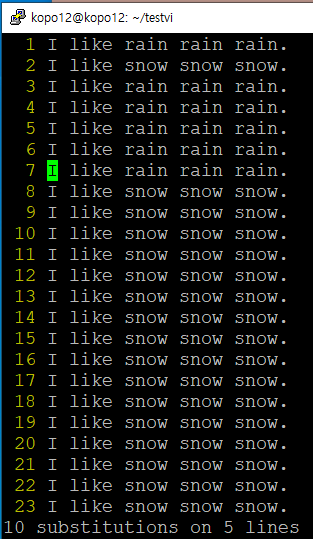 kopo12@kopo12: ~/testvi
1 I like rain rain rain.
2 I like snow snow snow.
3 I like rain rain rain.
4 I like rain rain rain.
5 I like rain rain rain.
6 I like rain rain rain.
7 I like rain rain rain.
8 I like snow snow snow.
9 I like snow snow snow.
10 I like snow snow snow.
11 I like snow snow snow.
12 I like snow snow snow.
13 I like snow snow snow.
14 I like snow snow snow.
15 I like snow snow snow.
16 I like snow snow snow.
17 I like snow snow snow.
18 I like snow snow snow.
19 I like snow snow snow.
20 I like snow snow snow.
21 I like snow snow snow.
22 I like snow snow snow.
23 I like snow snow snow.
10 substitutions on 5 lines